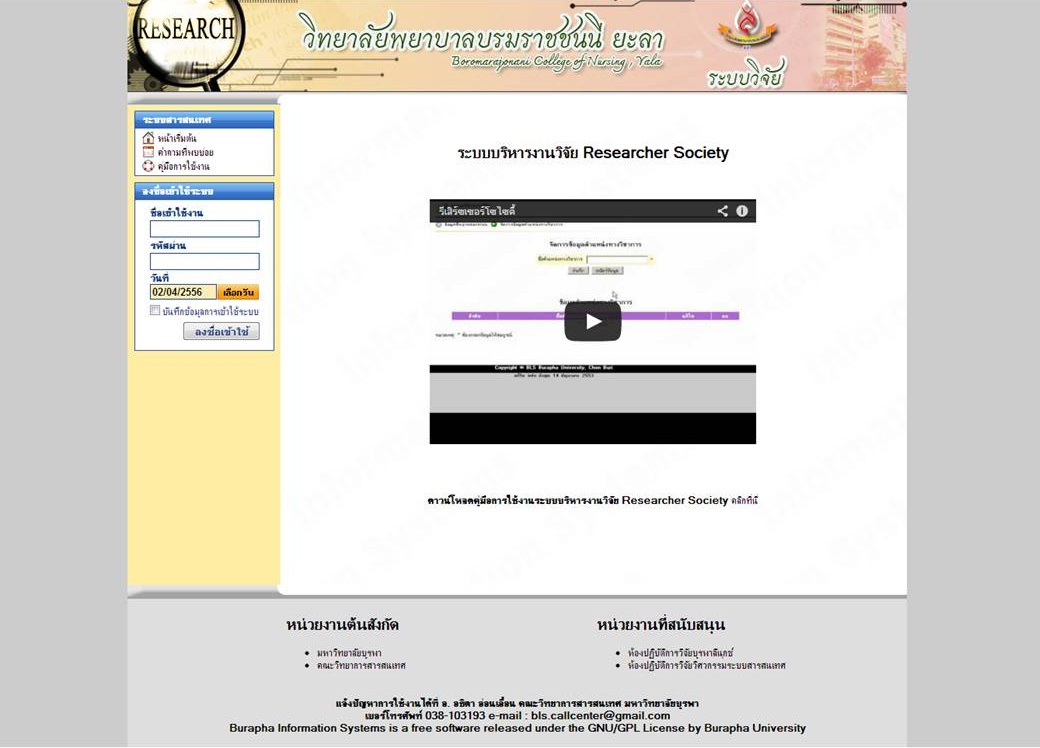 RESEARCH
วิทยาลัยพยาบาลบรมราชชนนี ยะลา
Boromarajonani College of Nursing , Yala
ระบบวิจัย
ระบบสารสนเทศ
หน้าเริ่มต้น
คำถามที่พบบ่อย
คู่มือการใช้งาน
ลงชื่อเข้าใช้ระบบ
ชื่อเข้าใช้งาน
รหัสผ่าน
วันที่
02/04/2556 เลือกวัน
บันทึกข้อมูลการเข้าใช้ระบบ
ลงชื่อเข้าใช้
ระบบบริหารงานวิจัย Researcher Society
รีเสิร์ชเชอร์โซไซตี้
จัดการข้อมูลตำแหน่งทางวิชาการ
ชื่อตำแหน่งทางวิชาการ
Copyright © BLS Burapha University, Chon Buri
ดาวน์โหลดคู่มือการใช้งานระบบบริหารงานวิจัย Researcher Society คลิกที่นี่
หน่วยงานต้นสังกัด
มหาวิทยาลัยบูรพา
คณะวิทยาการสารสนเทศ
หน่วยงานที่สนับสนุน
ห้องปฏิบัติการวิจัยบูรพาลีนุกซ์
ห้องปฏิบัติการวิจัยวิศวกรรมระบบสารสนเทศ
แจ้งปัญหาการใช้งานได้ที่ อ. อธิตา อ่อนเอื้อน คณะวิทยาการสารสนเทศ มหาวิทยาลัยบูรพา
เบอร์โทรศัพท์ 038-103193 e-mail : bls.callcenter@gmail.com
Burapha Information Systems is a free software released under the GNU/GPL License by Burapha University